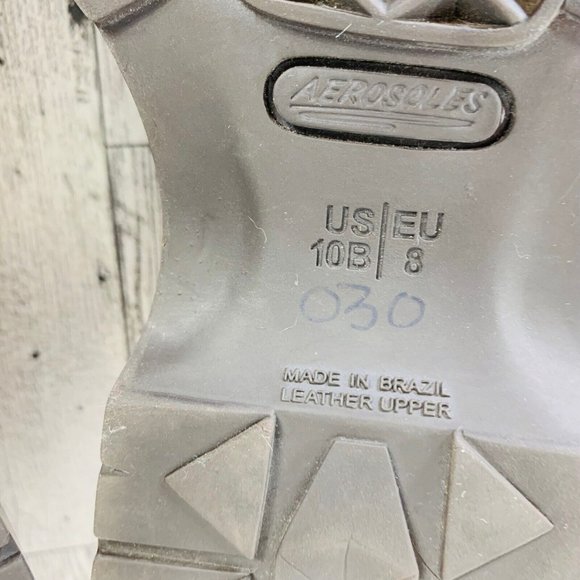 AEROSOLES
US|EU
10B|8
030
MADE IN BRAZIL
LEATHER UPPER